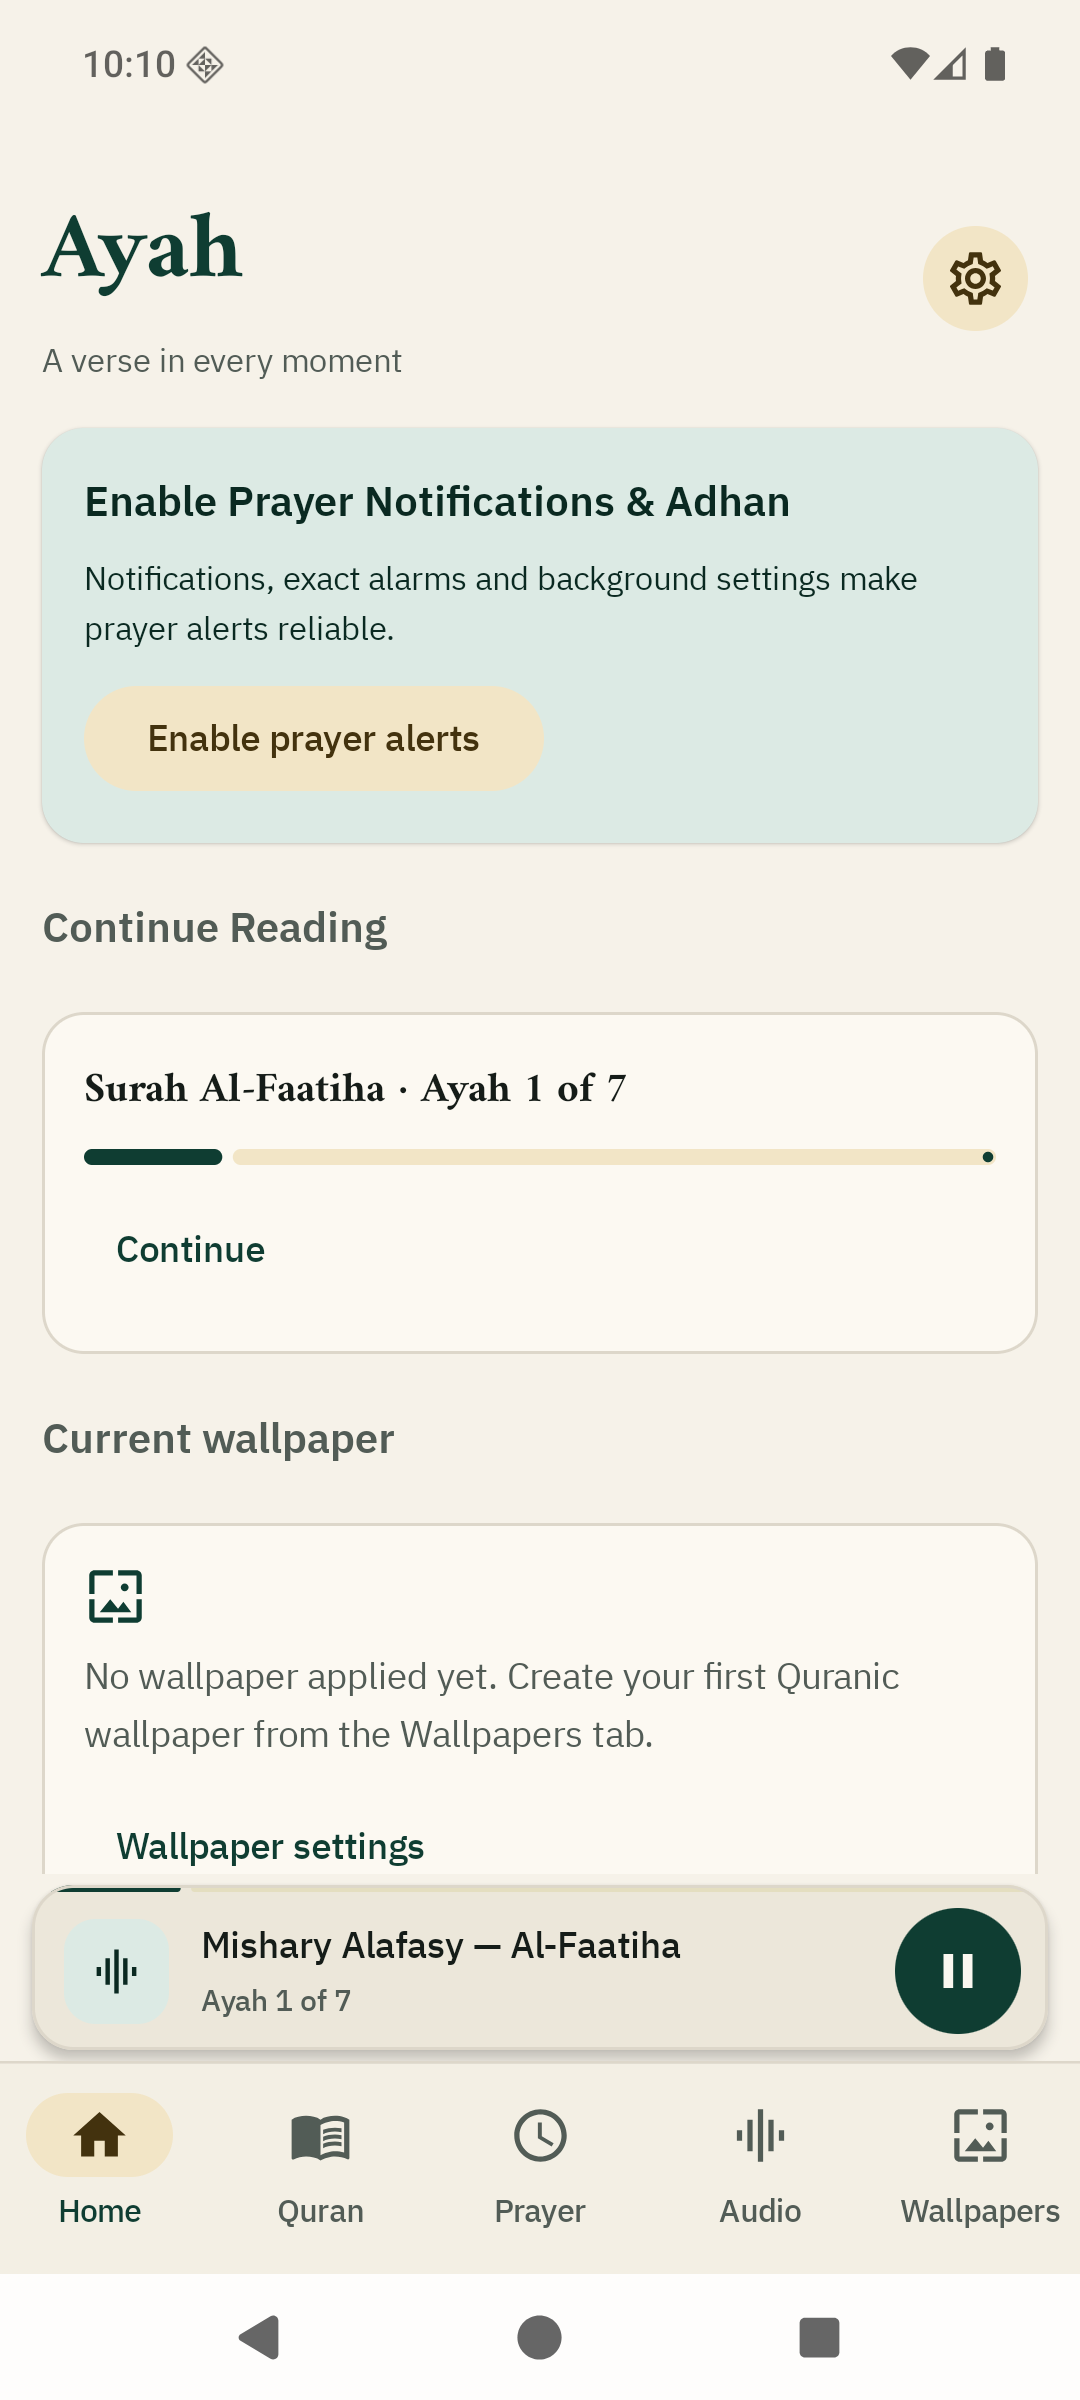 10:10
Ayah
A verse in every moment
Enable Prayer Notifications & Adhan
Notifications, exact alarms and background settings make
prayer alerts reliable.
Enable prayer alerts
Continue Reading
Surah Al-Faatiha · Ayah 1 of 7
Continue
Current wallpaper
No wallpaper applied yet. Create your first Quranic
wallpaper from the Wallpapers tab.
Wallpaper settings
Mishary Alafasy — Al-Faatiha
Ayah 1 of 7
Home Quran Prayer Audio Wallpapers